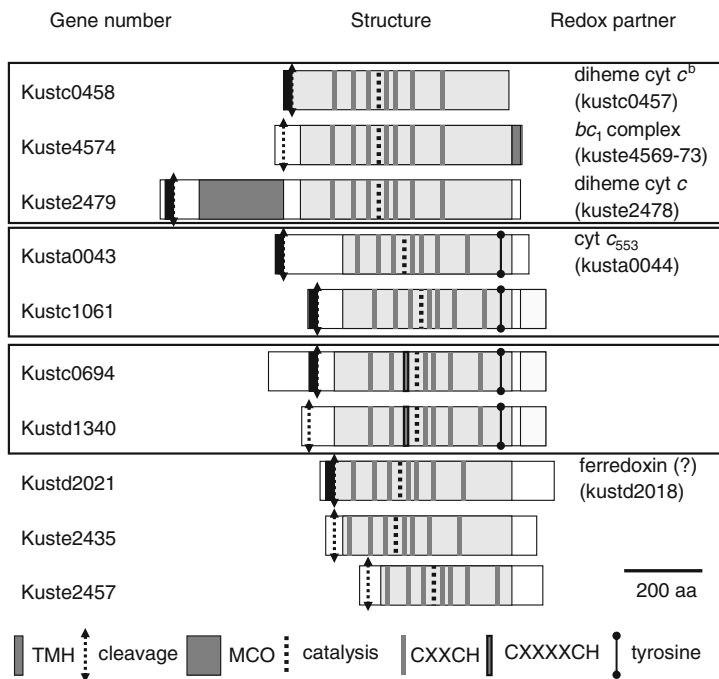 Gene number Structure Redox partner
Kustc0458 diheme cyt c^b
(kustc0457)
Kuste4574 bc₁ complex
(kuste4569-73)
Kuste2479 diheme cyt c
(kuste2478)
Kusta0043 cyt c₅₅₃
(kusta0044)
Kustc1061
Kustc0694
Kustd1340
Kustd2021 ferredoxin (?)
(kustd2018)
Kuste2435
Kuste2457
200 aa
TMH cleavage MCO catalysis CXXCH CXXXXCH tyrosine